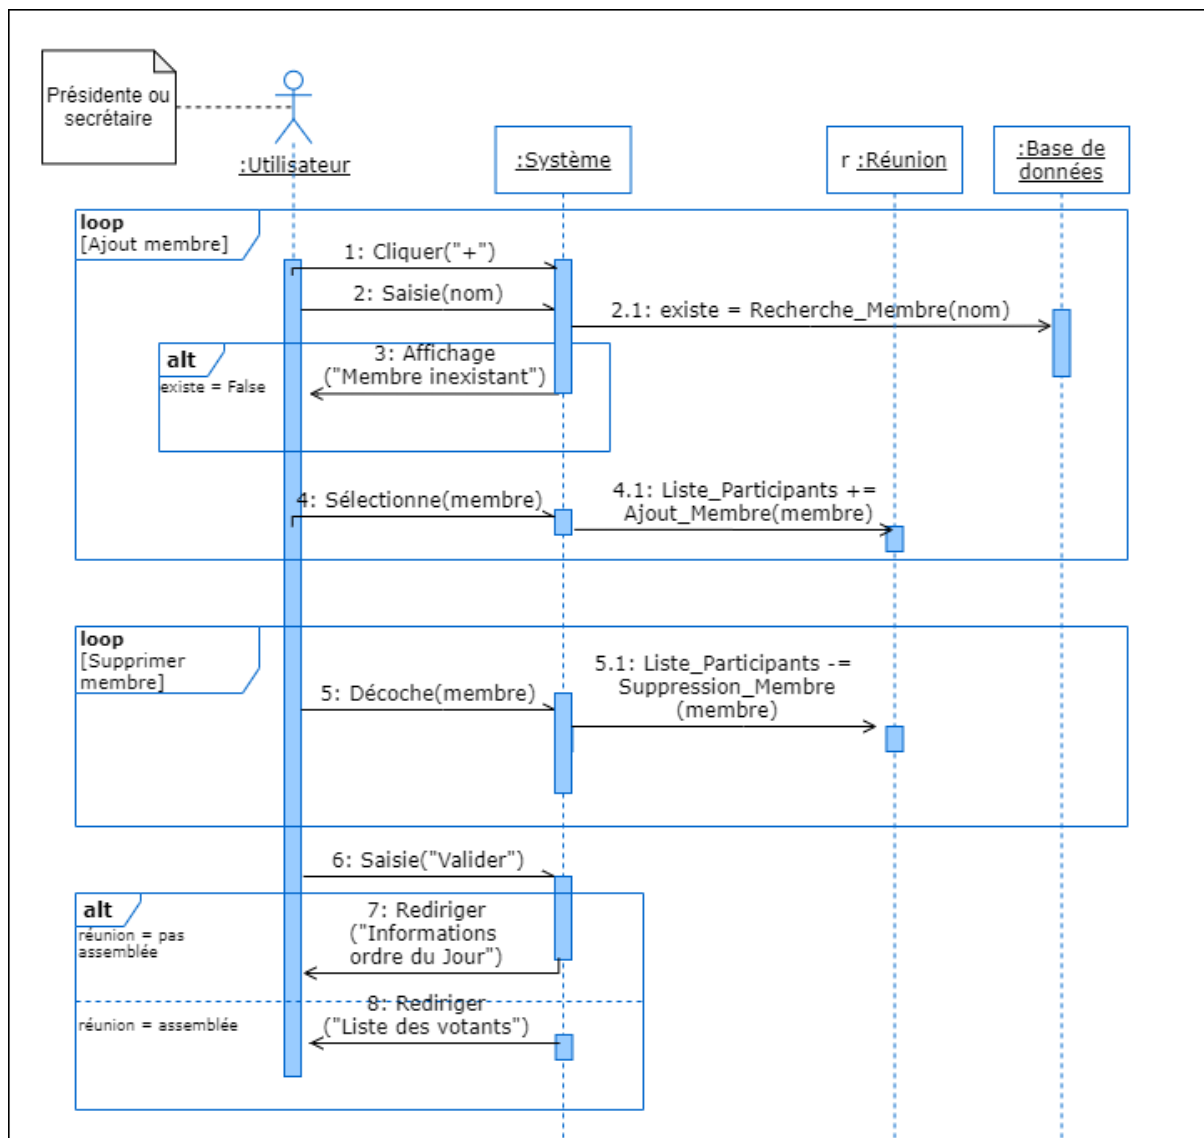 Présidente ou
secrétaire
:Utilisateur
:Système
r :Réunion
:Base de
données
loop
[Ajout membre]
1: Cliquer("+")
2: Saisie(nom)
2.1: existe = Recherche_Membre(nom)
alt
existe = False
3: Affichage
("Membre inexistant")
4: Sélectionne(membre)
4.1: Liste_Participants +=
Ajout_Membre(membre)
loop
[Supprimer
membre]
5: Décoche(membre)
5.1: Liste_Participants -=
Suppression_Membre
(membre)
6: Saisie("Valider")
alt
réunion = pas
assemblée
7: Rediriger
("Informations
ordre du Jour")
réunion = assemblée
8: Rediriger
("Liste des votants")